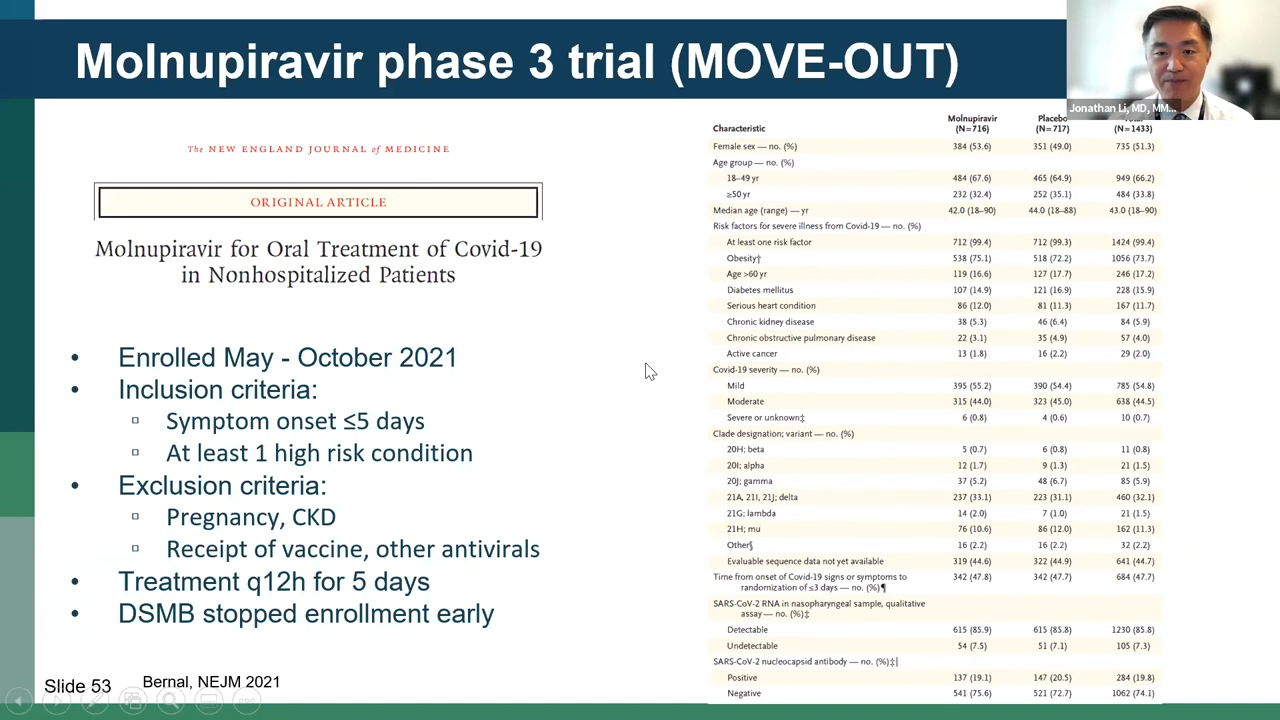 Molnupiravir phase 3 trial (MOVE-OUT)
Jonathan Li, MD, MM...
The NEW ENGLAND JOURNAL of MEDICINE
ORIGINAL ARTICLE
Molnupiravir for Oral Treatment of Covid-19
in Nonhospitalized Patients
• Enrolled May - October 2021
• Inclusion criteria:
▫ Symptom onset ≤5 days
▫ At least 1 high risk condition
• Exclusion criteria:
▫ Pregnancy, CKD
▫ Receipt of vaccine, other antivirals
• Treatment q12h for 5 days
• DSMB stopped enrollment early
Slide 53
Bernal, NEJM 2021
Characteristic Molnupiravir (N=716) Placebo (N=717) (N=1433)
Female sex — no. (%) 384 (53.6) 351 (49.0) 735 (51.3)
Age group — no. (%)
18–49 yr 484 (67.6) 465 (64.9) 949 (66.2)
≥50 yr 232 (32.4) 252 (35.1) 484 (33.8)
Median age (range) — yr 42.0 (18–90) 44.0 (18–88) 43.0 (18–90)
Risk factors for severe illness from Covid-19 — no. (%)
At least one risk factor 712 (99.4) 712 (99.3) 1424 (99.4)
Obesity† 538 (75.1) 518 (72.2) 1056 (73.7)
Age >60 yr 119 (16.6) 127 (17.7) 246 (17.2)
Diabetes mellitus 107 (14.9) 121 (16.9) 228 (15.9)
Serious heart condition 86 (12.0) 81 (11.3) 167 (11.7)
Chronic kidney disease 38 (5.3) 46 (6.4) 84 (5.9)
Chronic obstructive pulmonary disease 22 (3.1) 35 (4.9) 57 (4.0)
Active cancer 13 (1.8) 16 (2.2) 29 (2.0)
Covid-19 severity — no. (%)
Mild 395 (55.2) 390 (54.4) 785 (54.8)
Moderate 315 (44.0) 323 (45.0) 638 (44.5)
Severe or unknown‡ 6 (0.8) 4 (0.6) 10 (0.7)
Clade designation; variant — no. (%)
20H; beta 5 (0.7) 6 (0.8) 11 (0.8)
20I; alpha 12 (1.7) 9 (1.3) 21 (1.5)
20J; gamma 37 (5.2) 48 (6.7) 85 (5.9)
21A, 21I, 21J; delta 237 (33.1) 223 (31.1) 460 (32.1)
21G; lambda 14 (2.0) 7 (1.0) 21 (1.5)
21H; mu 76 (10.6) 86 (12.0) 162 (11.3)
Other§ 16 (2.2) 16 (2.2) 32 (2.2)
Evaluable sequence data not yet available 319 (44.6) 322 (44.9) 641 (44.7)
Time from onset of Covid-19 signs or symptoms to 342 (47.8) 342 (47.7) 684 (47.7)
randomization of ≤3 days — no. (%)¶
SARS-CoV-2 RNA in nasopharyngeal sample, qualitative
assay — no. (%)‡
Detectable 615 (85.9) 615 (85.8) 1230 (85.8)
Undetectable 54 (7.5) 51 (7.1) 105 (7.3)
SARS-CoV-2 nucleocapsid antibody — no. (%)‡‖
Positive 137 (19.1) 147 (20.5) 284 (19.8)
Negative 541 (75.6) 521 (72.7) 1062 (74.1)